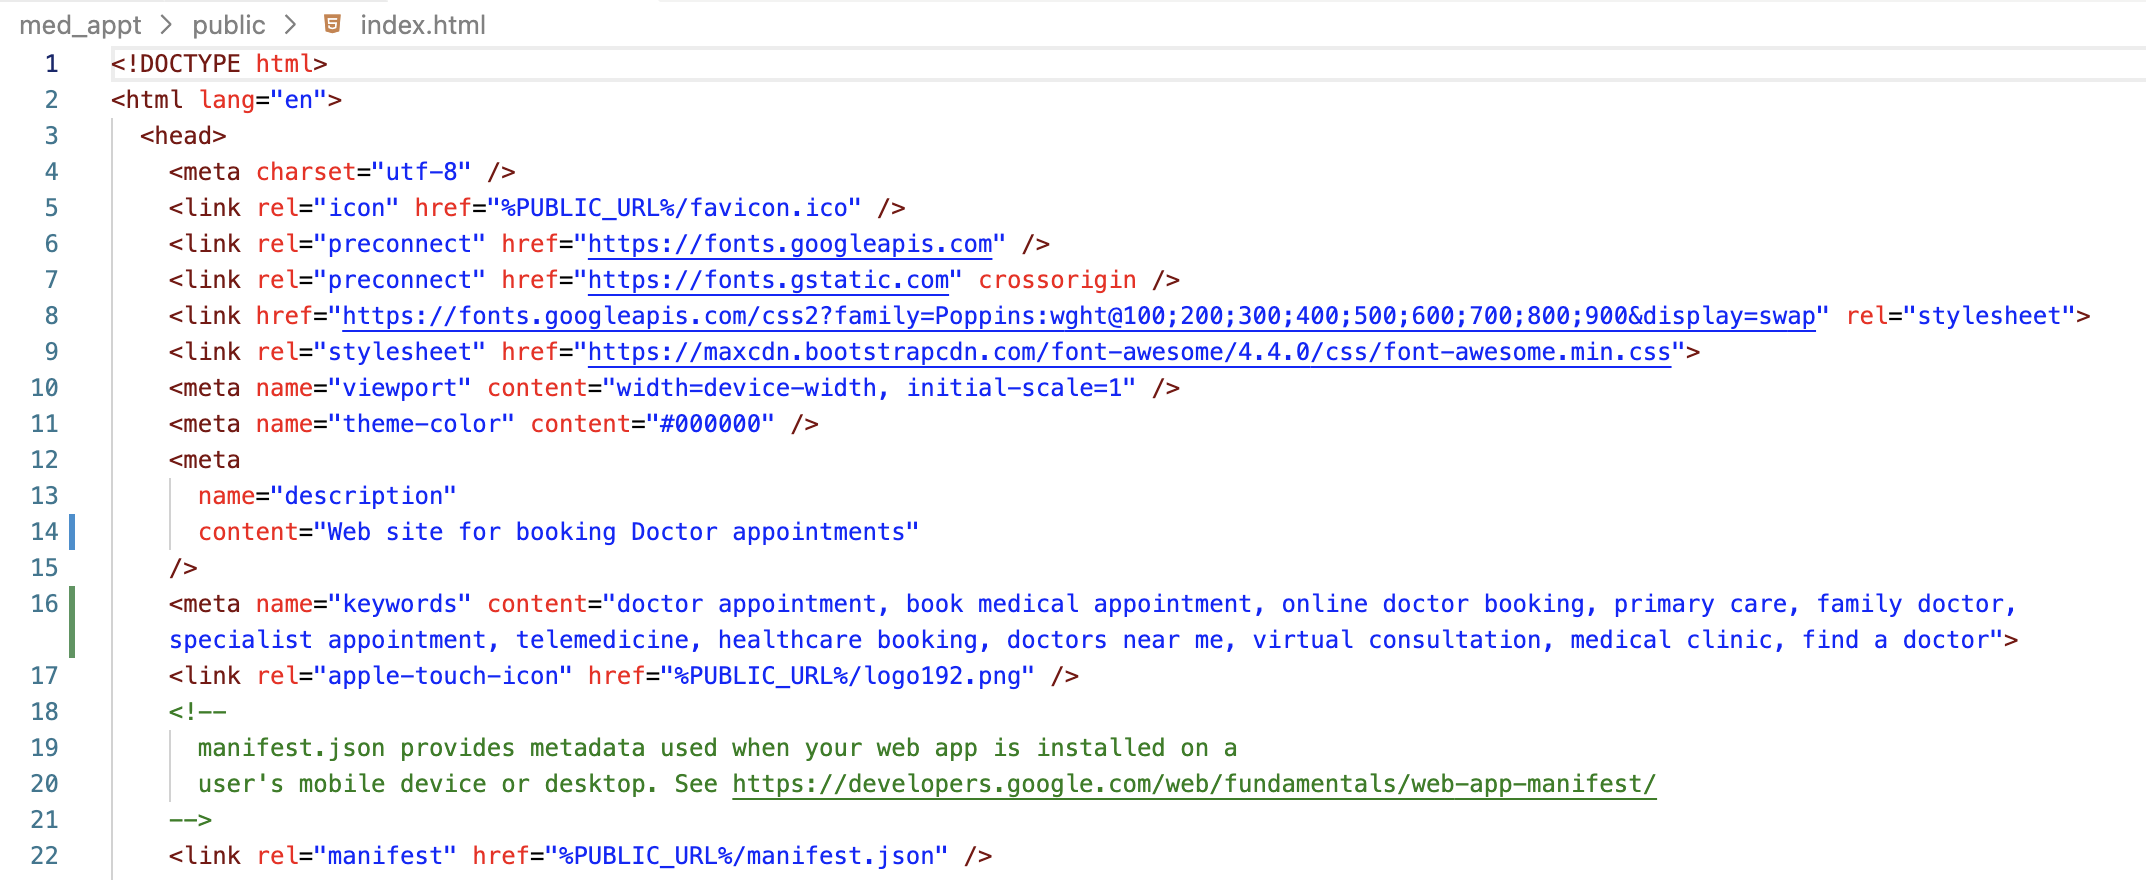 med_appt > public > index.html
1 <!DOCTYPE html>
2 <html lang="en">
3 <head>
4 <meta charset="utf-8" />
5 <link rel="icon" href="%PUBLIC_URL%/favicon.ico" />
6 <link rel="preconnect" href="https://fonts.googleapis.com" />
7 <link rel="preconnect" href="https://fonts.gstatic.com" crossorigin />
8 <link href="https://fonts.googleapis.com/css2?family=Poppins:wght@100;200;300;400;500;600;700;800;900&display=swap" rel="stylesheet">
9 <link rel="stylesheet" href="https://maxcdn.bootstrapcdn.com/font-awesome/4.4.0/css/font-awesome.min.css">
10 <meta name="viewport" content="width=device-width, initial-scale=1" />
11 <meta name="theme-color" content="#000000" />
12 <meta
13 name="description"
14 content="Web site for booking Doctor appointments"
15 />
16 <meta name="keywords" content="doctor appointment, book medical appointment, online doctor booking, primary care, family doctor,
specialist appointment, telemedicine, healthcare booking, doctors near me, virtual consultation, medical clinic, find a doctor">
17 <link rel="apple-touch-icon" href="%PUBLIC_URL%/logo192.png" />
18 <!--
19 manifest.json provides metadata used when your web app is installed on a
20 user's mobile device or desktop. See https://developers.google.com/web/fundamentals/web-app-manifest/
21 -->
22 <link rel="manifest" href="%PUBLIC_URL%/manifest.json" />